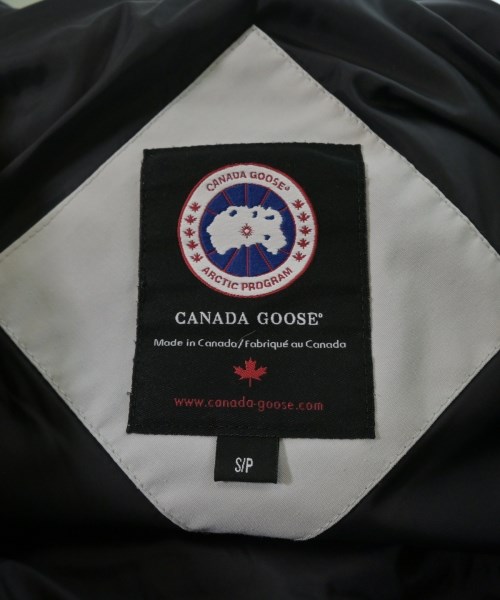 CANADA GOOSE®
ARCTIC PROGRAM
CANADA GOOSE®
Made in Canada/Fabriqué au Canada
www.canada-goose.com
S/P